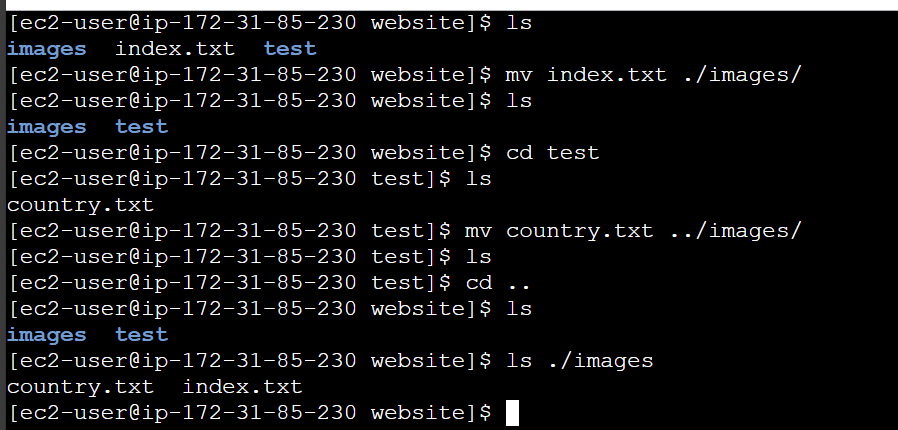 [ec2-user@ip-172-31-85-230 website]$ ls
images  index.txt  test
[ec2-user@ip-172-31-85-230 website]$ mv index.txt ./images/
[ec2-user@ip-172-31-85-230 website]$ ls
images  test
[ec2-user@ip-172-31-85-230 website]$ cd test
[ec2-user@ip-172-31-85-230 test]$ ls
country.txt
[ec2-user@ip-172-31-85-230 test]$ mv country.txt ../images/
[ec2-user@ip-172-31-85-230 test]$ ls
[ec2-user@ip-172-31-85-230 test]$ cd ..
[ec2-user@ip-172-31-85-230 website]$ ls
images  test
[ec2-user@ip-172-31-85-230 website]$ ls ./images
country.txt  index.txt
[ec2-user@ip-172-31-85-230 website]$